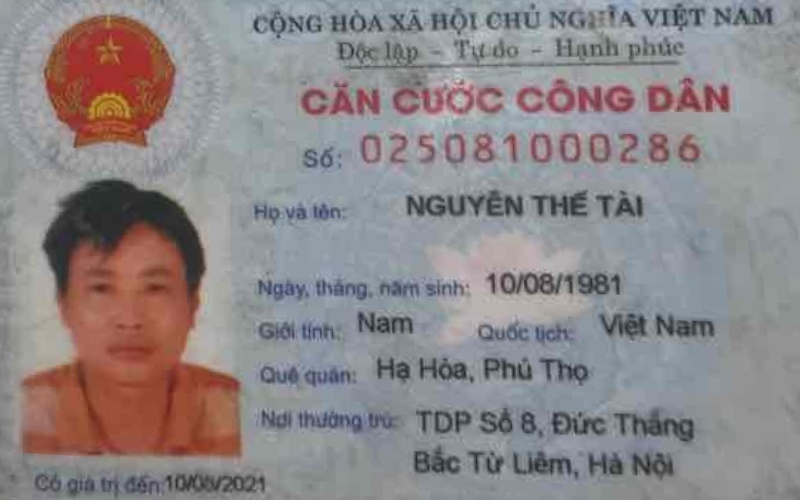 CỘNG HÒA XÃ HỘI CHỦ NGHĨA VIỆT NAM
Độc lập - Tự do - Hạnh phúc
CĂN CƯỚC CÔNG DÂN
Số: 025081000286
Họ và tên: NGUYỄN THẾ TÀI
Ngày, tháng, năm sinh: 10/08/1981
Giới tính: Nam Quốc tịch: Việt Nam
Quê quán: Hạ Hòa, Phú Thọ
Nơi thường trú: TDP Số 8, Đức Thắng
Bắc Từ Liêm, Hà Nội
Có giá trị đến: 10/08/2021